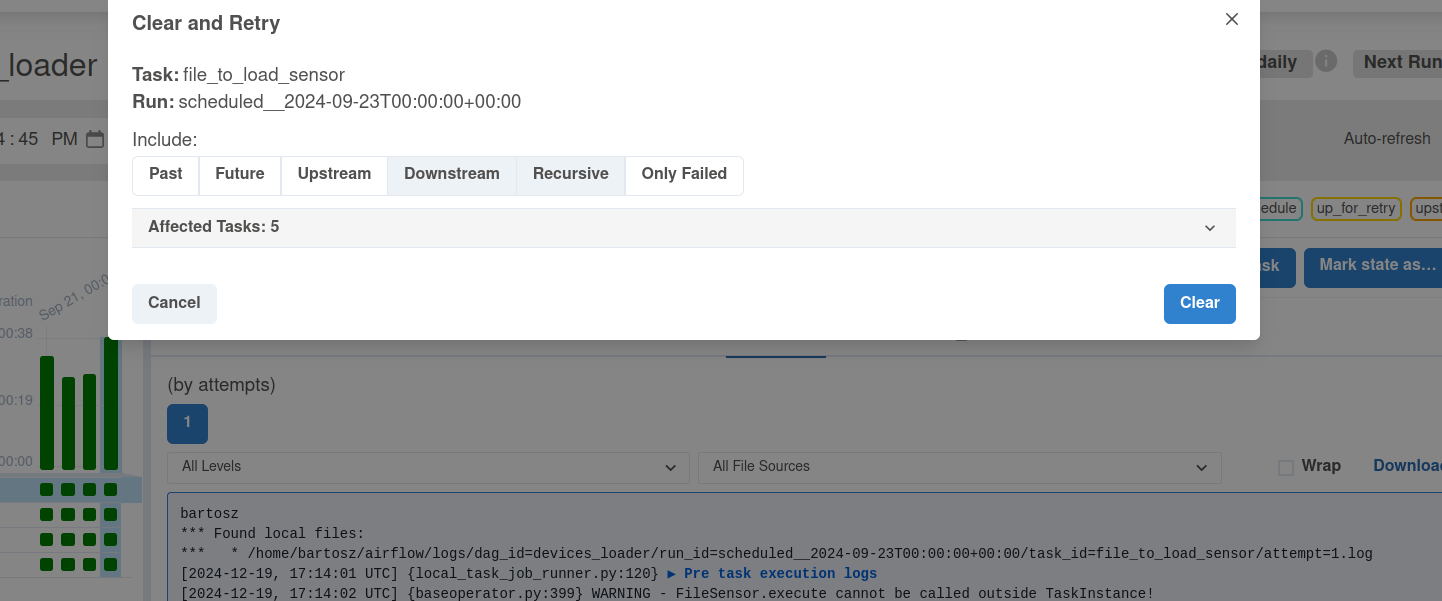 Clear and Retry
_loader
Task: file_to_load_sensor
daily
Next Run
Run: scheduled__2024-09-23T00:00:00+00:00
4 : 45 PM
Include:
Auto-refresh
Past Future Upstream Downstream Recursive Only Failed
edule up_for_retry upst
Affected Tasks: 5
sk Mark state as…
Sep 21, 00:0
ration
Cancel Clear
00:38
(by attempts)
00:19
1
00:00
All Levels All File Sources Wrap Downloa
bartosz
*** Found local files:
***   * /home/bartosz/airflow/logs/dag_id=devices_loader/run_id=scheduled__2024-09-23T00:00:00+00:00/task_id=file_to_load_sensor/attempt=1.log
[2024-12-19, 17:14:01 UTC] {local_task_job_runner.py:120} ▶ Pre task execution logs
[2024-12-19, 17:14:02 UTC] {baseoperator.py:399} WARNING - FileSensor.execute cannot be called outside TaskInstance!